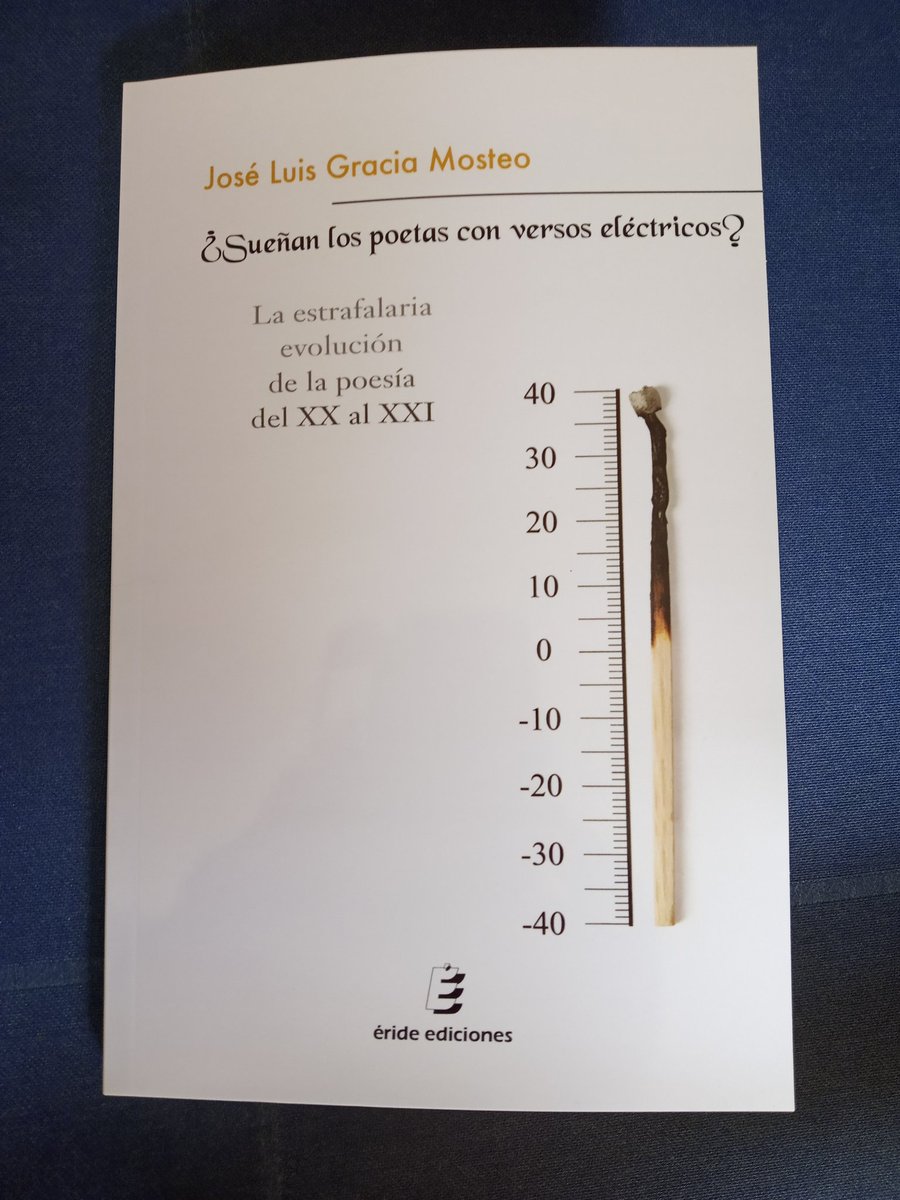 José Luis Gracia Mosteo
¿Sueñan los poetas con versos eléctricos?
La estrafalaria
evolución
de la poesía
del XX al XXI
40
30
20
10
0
-10
-20
-30
-40
É
éride ediciones